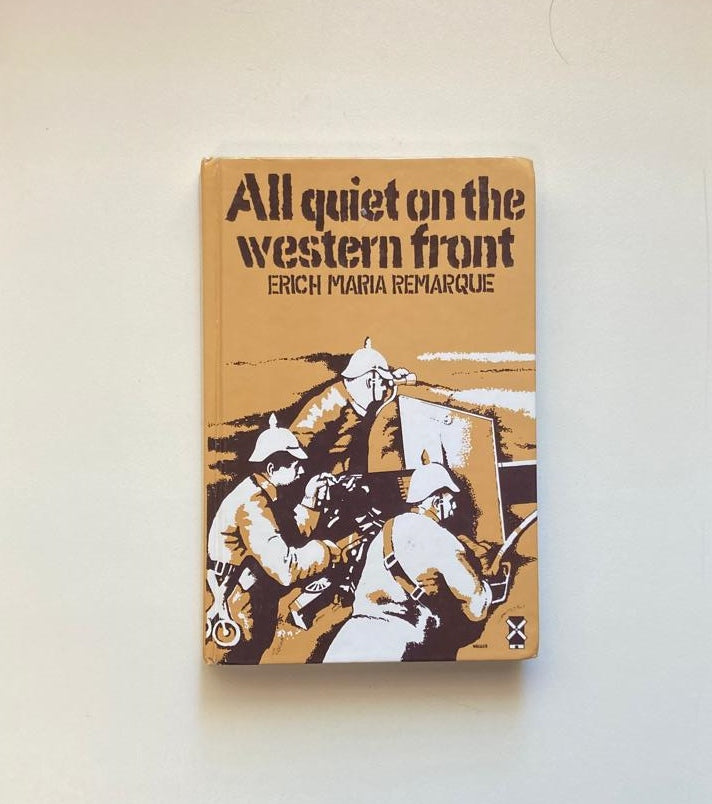 All quiet on the
western front
ERICH MARIA REMARQUE